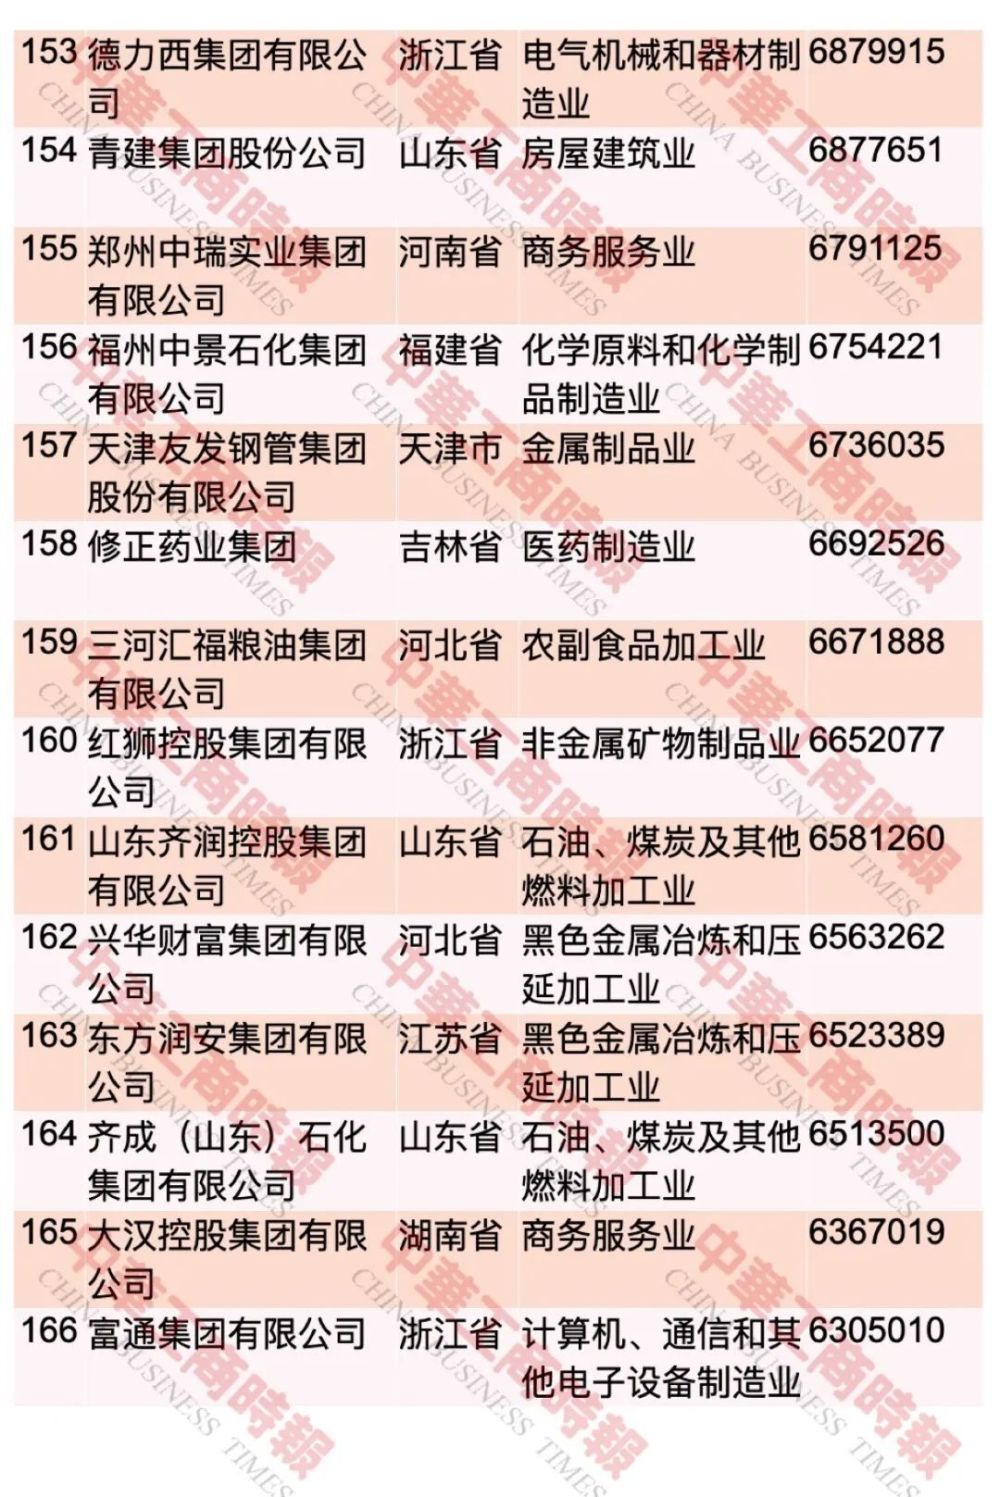 153 德力西集团有限公 浙江省 电气机械和器材制 6879915
司 造业
154 青建集团股份公司 山东省 房屋建筑业 6877651
155 郑州中瑞实业集团 河南省 商务服务业 6791125
有限公司
156 福州中景石化集团 福建省 化学原料和化学制 6754221
有限公司 品制造业
157 天津友发钢管集团 天津市 金属制品业 6736035
股份有限公司
158 修正药业集团 吉林省 医药制造业 6692526
159 三河汇福粮油集团 河北省 农副食品加工业 6671888
有限公司
160 红狮控股集团有限 浙江省 非金属矿物制品业 6652077
公司
161 山东齐润控股集团 山东省 石油、煤炭及其他 6581260
有限公司 燃料加工业
162 兴华财富集团有限 河北省 黑色金属冶炼和压 6563262
公司 延加工业
163 东方润安集团有限 江苏省 黑色金属冶炼和压 6523389
公司 延加工业
164 齐成（山东）石化 山东省 石油、煤炭及其他 6513500
集团有限公司 燃料加工业
165 大汉控股集团有限 湖南省 商务服务业 6367019
公司
166 富通集团有限公司 浙江省 计算机、通信和其 6305010
他电子设备制造业
中華工商時報
CHINA BUSINESS TIMES